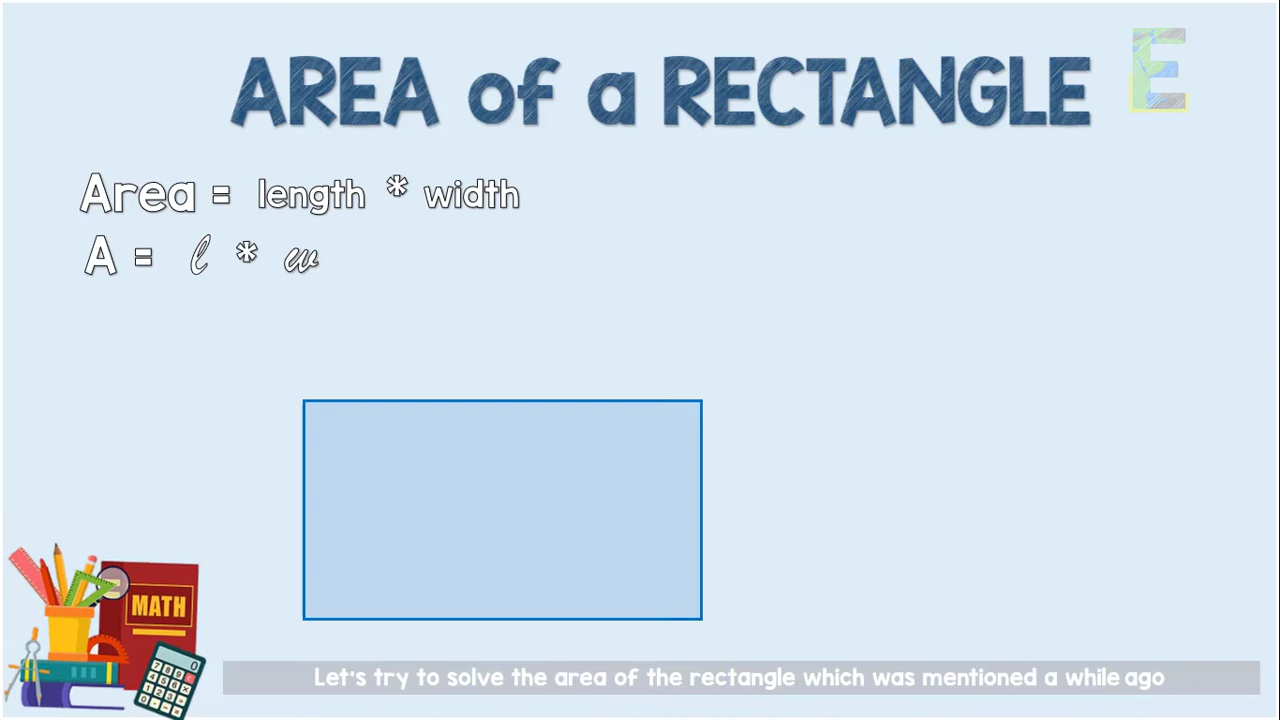 AREA of a RECTANGLE E
Area = length * width
A = l * w
MATH
Let's try to solve the area of the rectangle which was mentioned a while ago